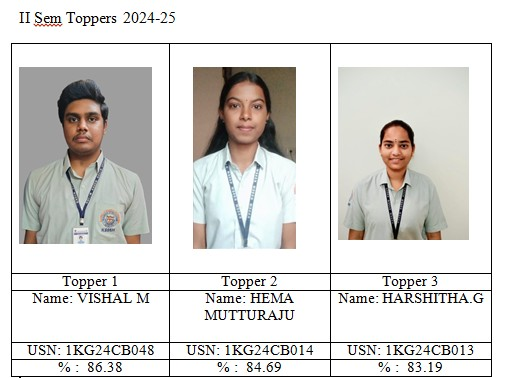 II Sem Toppers 2024-25
Topper 1 Topper 2 Topper 3
Name: VISHAL M Name: HEMA MUTTURAJU Name: HARSHITHA.G
USN: 1KG24CB048 USN: 1KG24CB014 USN: 1KG24CB013
% : 86.38 % : 84.69 % : 83.19